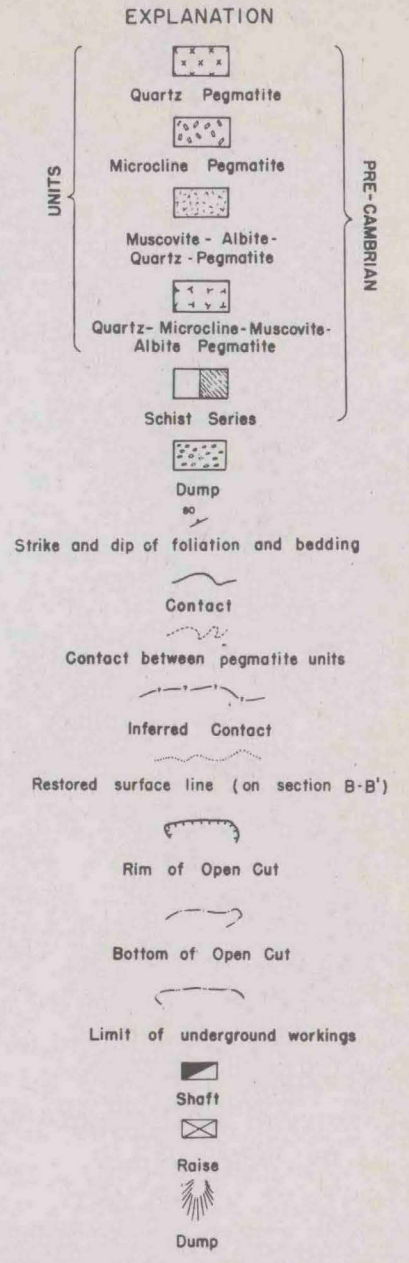 EXPLANATION
Quartz Pegmatite
Microcline Pegmatite
UNITS
Muscovite - Albite-
Quartz - Pegmatite
PRE-CAMBRIAN
Quartz- Microcline- Muscovite-
Albite Pegmatite
Schist Series
Dump
80
Strike and dip of foliation and bedding
Contact
Contact between pegmatite units
Inferred Contact
Restored surface line (on section B-B')
Rim of Open Cut
Bottom of Open Cut
Limit of underground workings
Shaft
Raise
Dump